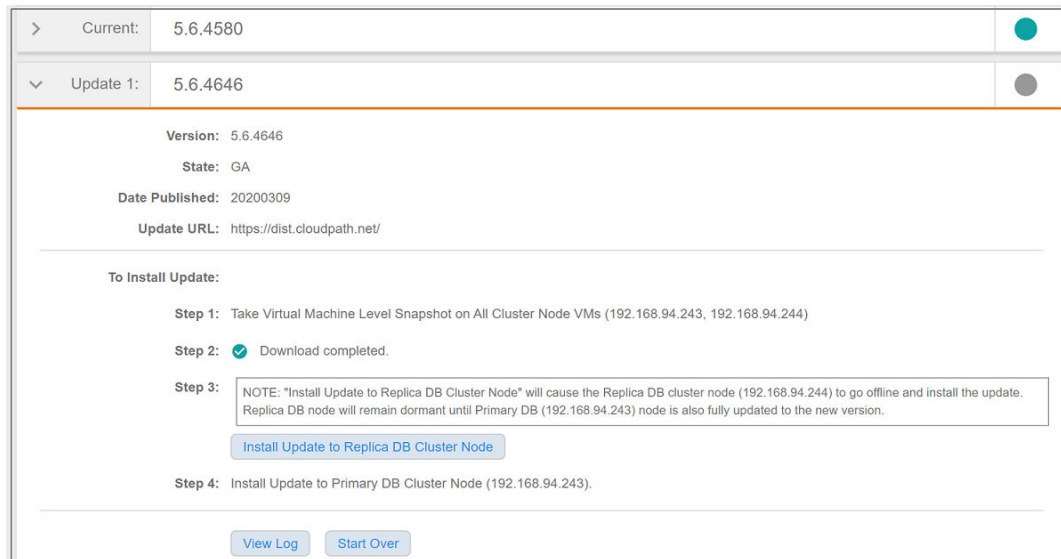 Current: 5.6.4580
Update 1: 5.6.4646
Version: 5.6.4646
State: GA
Date Published: 20200309
Update URL: https://dist.cloudpath.net/
To Install Update:
Step 1: Take Virtual Machine Level Snapshot on All Cluster Node VMs (192.168.94.243, 192.168.94.244)
Step 2: Download completed.
Step 3: NOTE: "Install Update to Replica DB Cluster Node" will cause the Replica DB cluster node (192.168.94.244) to go offline and install the update.
Replica DB node will remain dormant until Primary DB (192.168.94.243) node is also fully updated to the new version.
Install Update to Replica DB Cluster Node
Step 4: Install Update to Primary DB Cluster Node (192.168.94.243).
View Log Start Over